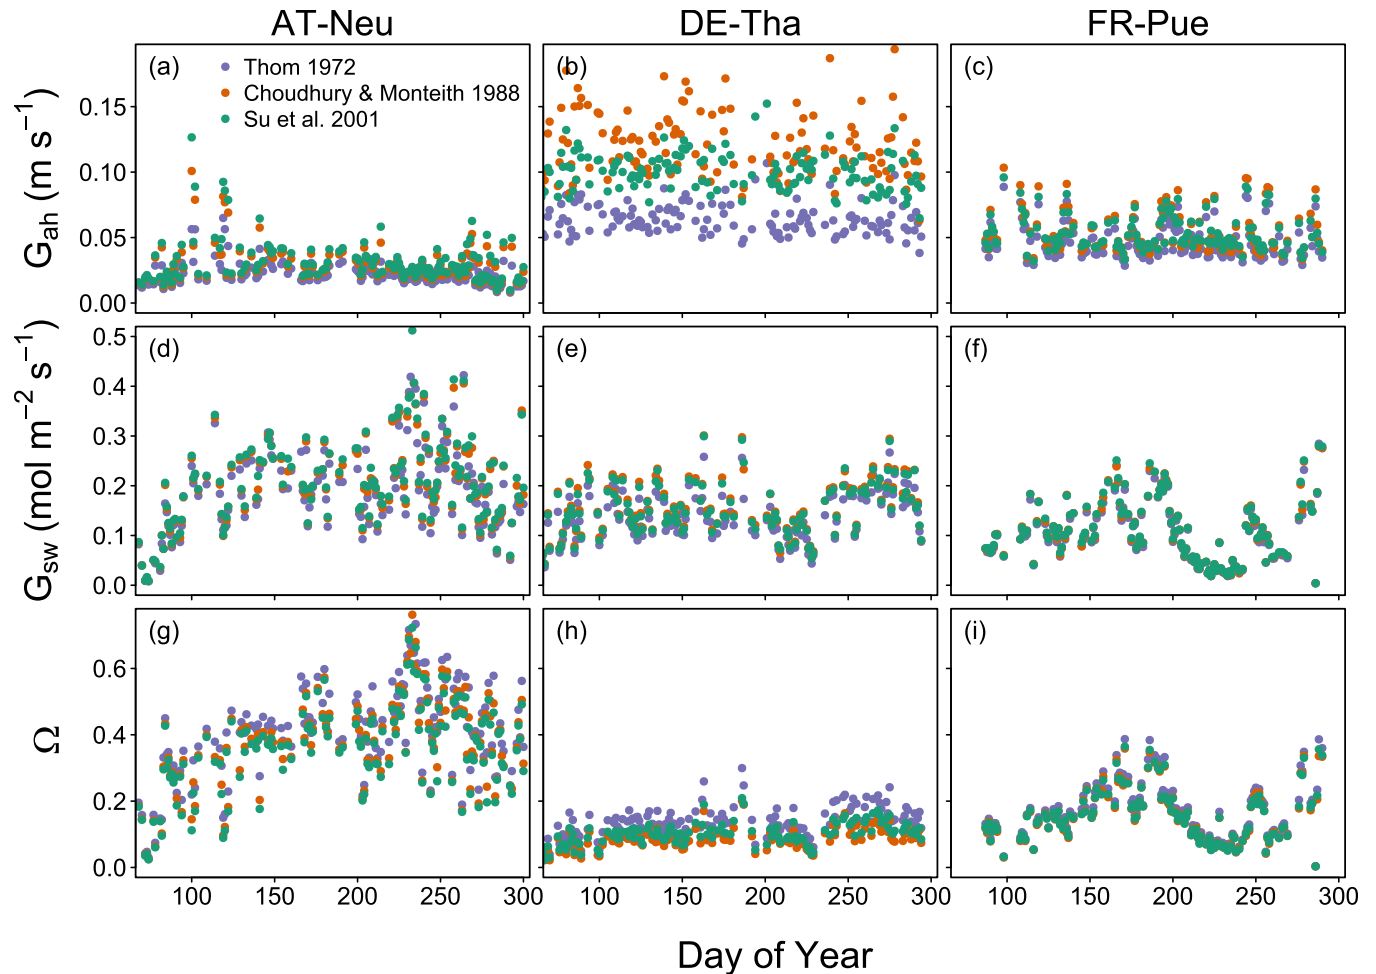 AT-Neu DE-Tha FR-Pue
(a) (b) (c)
Thom 1972
Choudhury & Monteith 1988
Su et al. 2001
G_ah (m s⁻¹)
0.15
0.10
0.05
0.00
(d) (e) (f)
G_sw (mol m⁻² s⁻¹)
0.5
0.4
0.3
0.2
0.1
0.0
(g) (h) (i)
Ω
0.6
0.4
0.2
0.0
100 150 200 250 300 100 150 200 250 300 100 150 200 250 300
Day of Year